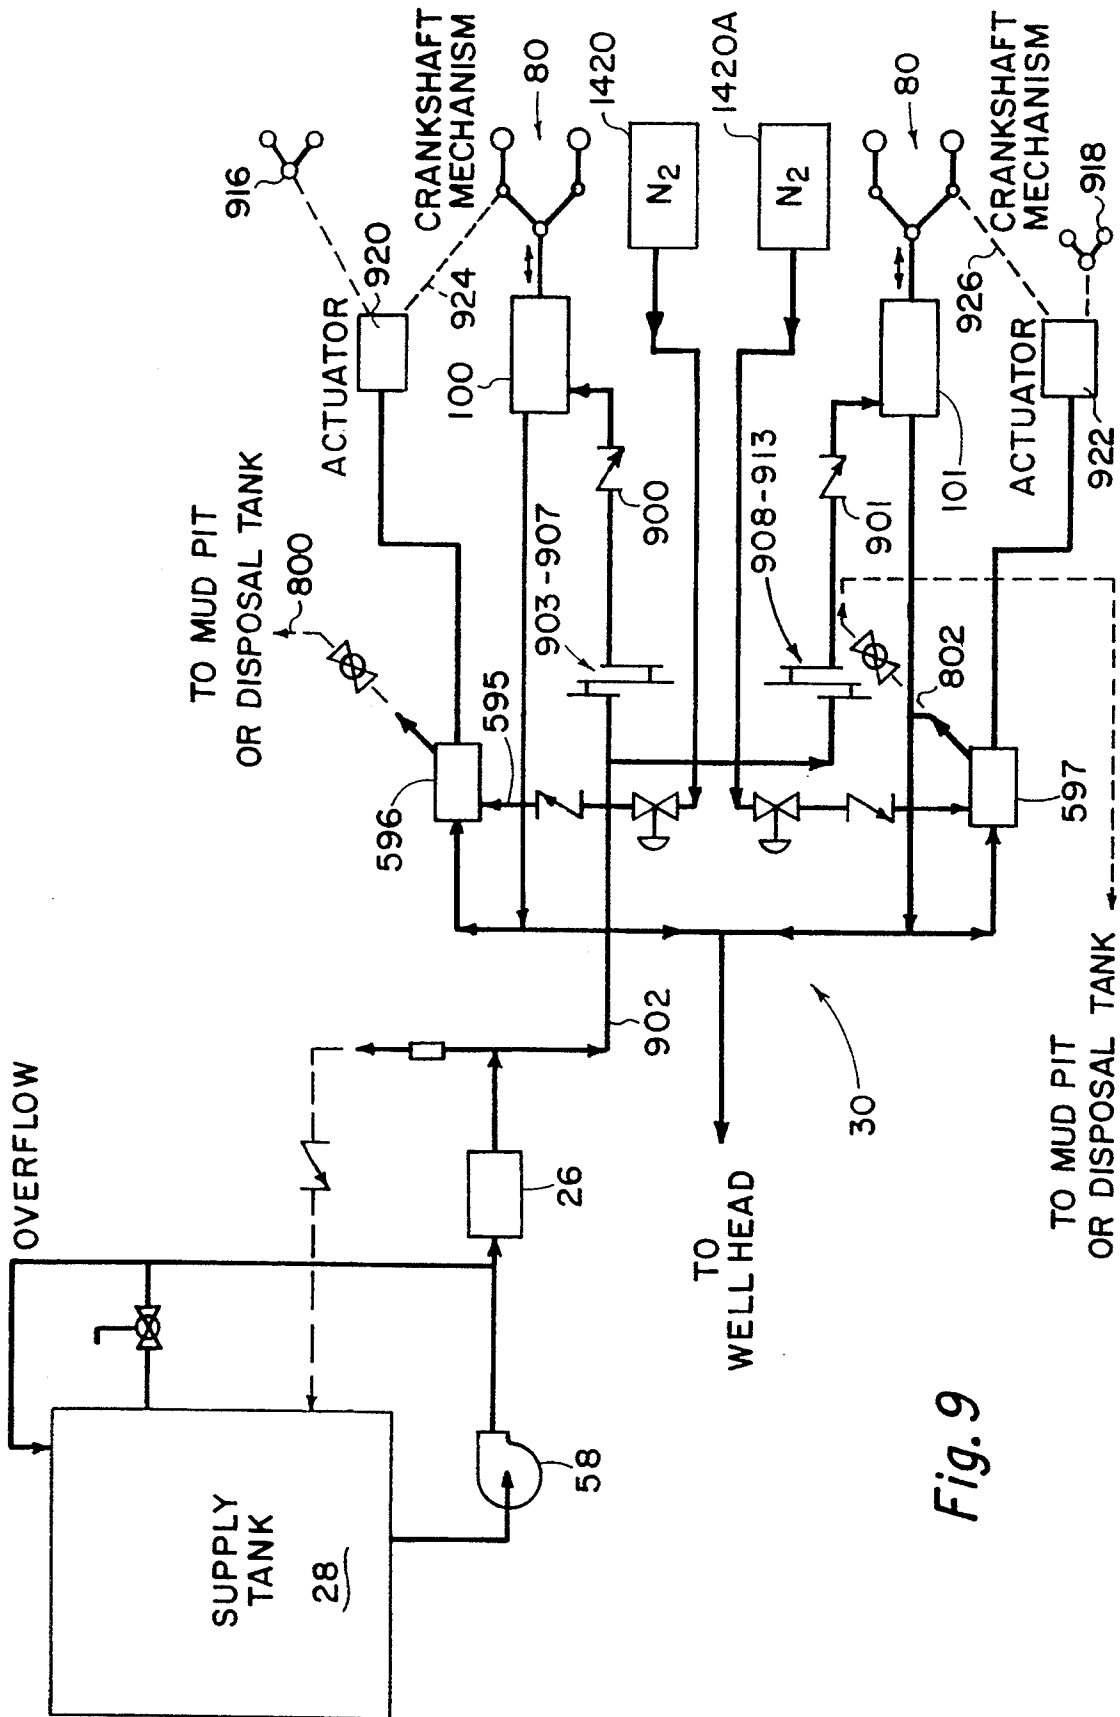 OVERFLOW
SUPPLY
TANK
28
58
26
902
TO
WELLHEAD
30
TO MUD PIT
OR DISPOSAL TANK
800
596
595
ACTUATOR
920
916
924
100
CRANKSHAFT
MECHANISM
80
903-907
900
1420
N2
1420A
N2
908-913
901
802
597
101
80
CRANKSHAFT
MECHANISM
926
918
ACTUATOR
922
TO MUD PIT
OR DISPOSAL TANK
Fig. 9